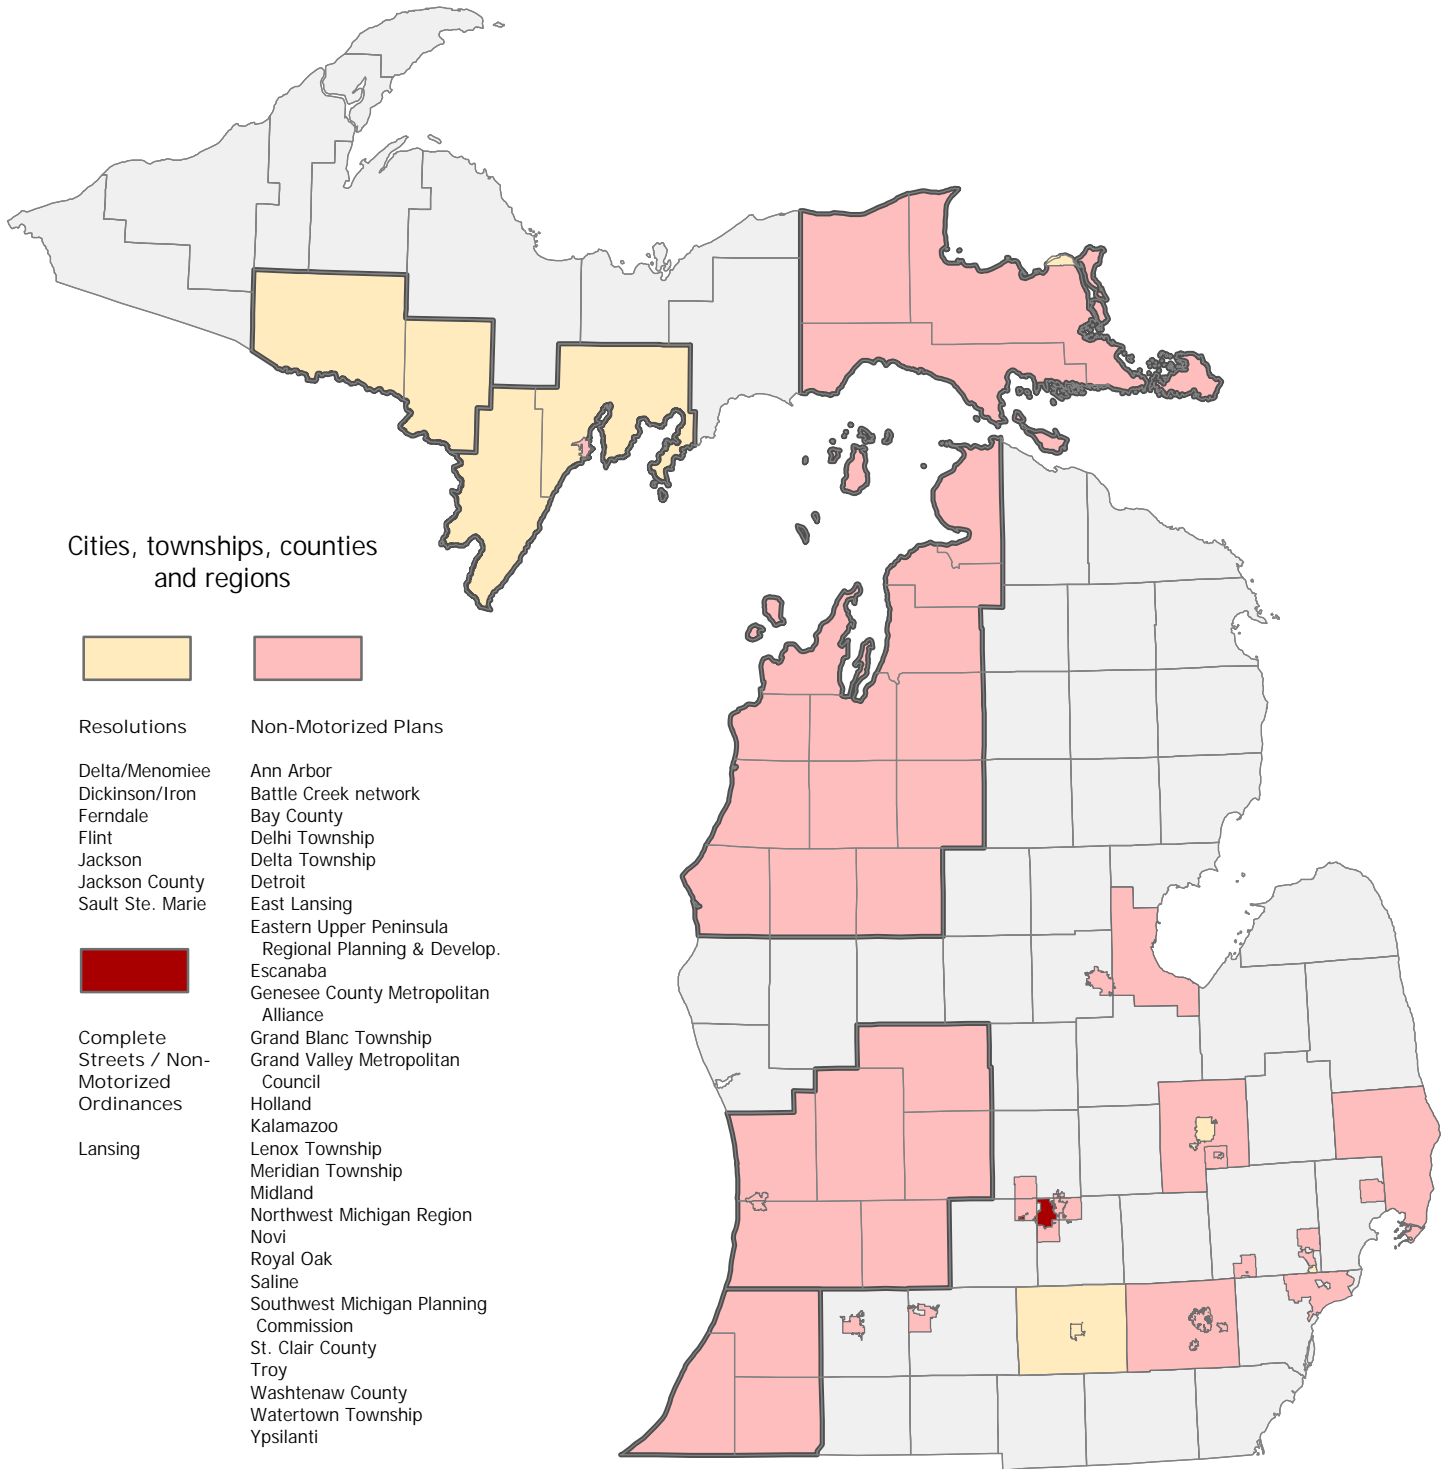 Cities, townships, counties
and regions
Resolutions
Delta/Menomiee
Dickinson/Iron
Ferndale
Flint
Jackson
Jackson County
Sault Ste. Marie
Complete
Streets / Non-
Motorized
Ordinances
Lansing
Non-Motorized Plans
Ann Arbor
Battle Creek network
Bay County
Delhi Township
Delta Township
Detroit
East Lansing
Eastern Upper Peninsula
Regional Planning & Develop.
Escanaba
Genesee County Metropolitan
Alliance
Grand Blanc Township
Grand Valley Metropolitan
Council
Holland
Kalamazoo
Lenox Township
Meridian Township
Midland
Northwest Michigan Region
Novi
Royal Oak
Saline
Southwest Michigan Planning
Commission
St. Clair County
Troy
Washtenaw County
Watertown Township
Ypsilanti